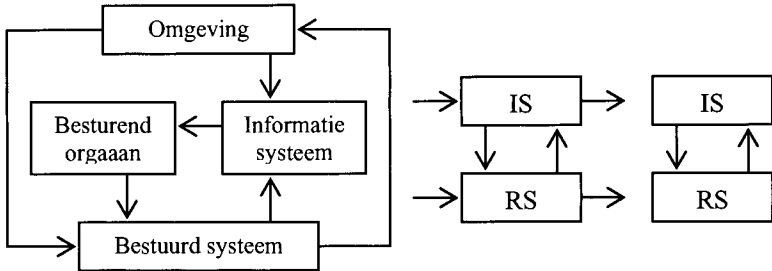 Omgeving
Besturend
orgaaan
Informatie
systeem
Bestuurd systeem
IS
IS
RS
RS